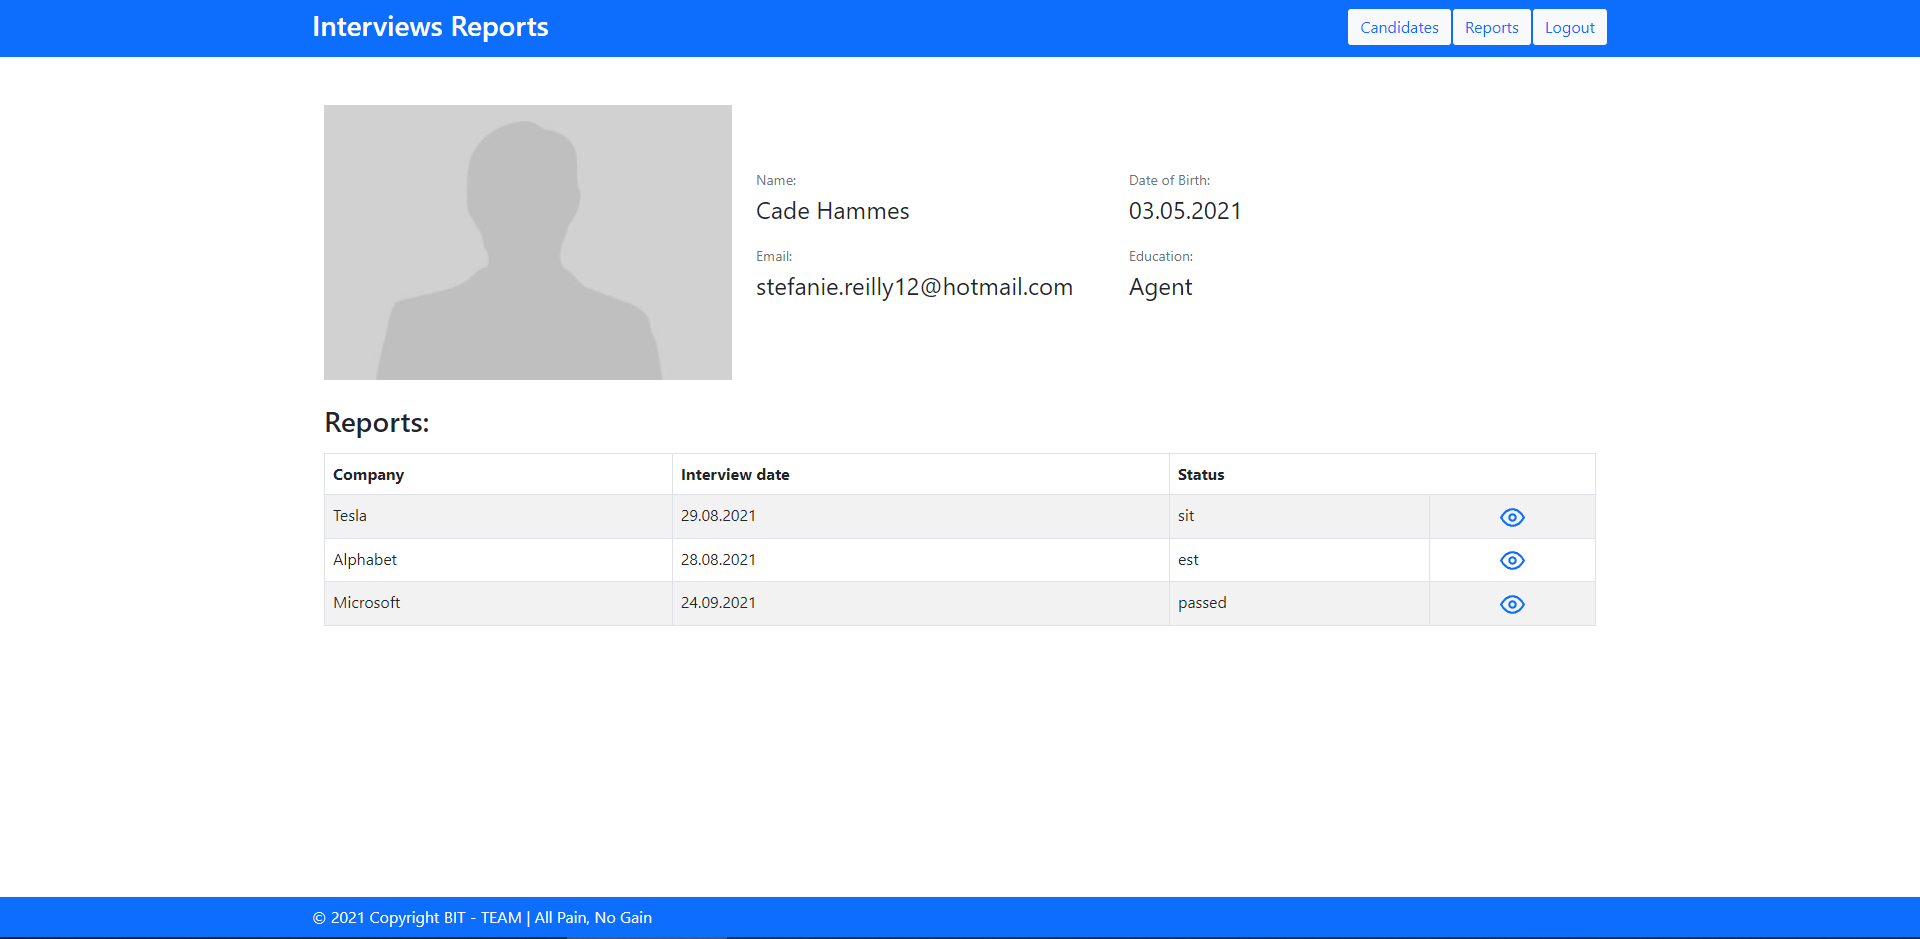 Interviews Reports
Candidates Reports Logout
Name:
Cade Hammes
Date of Birth:
03.05.2021
Email:
stefanie.reilly12@hotmail.com
Education:
Agent
Reports:
Company Interview date Status
Tesla 29.08.2021 sit
Alphabet 28.08.2021 est
Microsoft 24.09.2021 passed
© 2021 Copyright BIT - TEAM | All Pain, No Gain